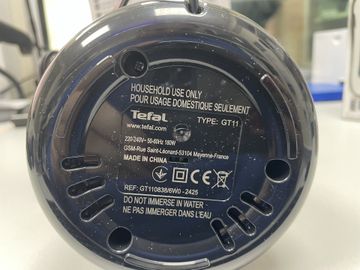 HOUSEHOLD USE ONLY
POUR USAGE DOMESTIQUE SEULEMENT
Tefal TYPE: GT11
www.tefal.com
220/240V~ 50-60Hz 180W
GSM-Rue Saint-Léonard-53104 Mayenne-France
MADE IN CHINA
REF: GT110838/6W0 - 2425
DO NOT IMMERSE IN WATER
NE PAS IMMERGER DANS L'EAU